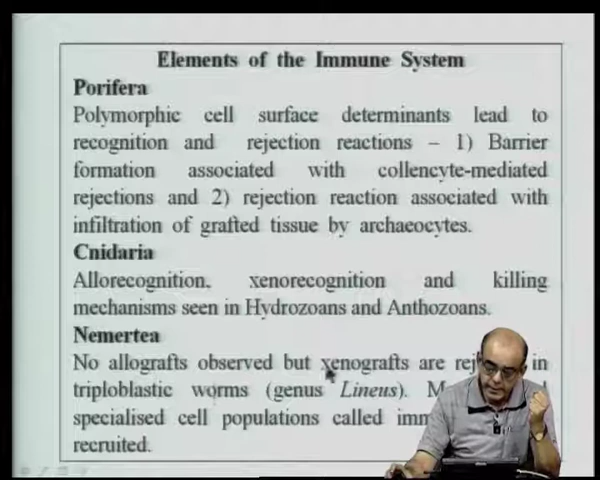 Elements of the Immune System
Porifera
Polymorphic cell surface determinants lead to
recognition and rejection reactions – 1) Barrier
formation associated with collencyte-mediated
rejections and 2) rejection reaction associated with
infiltration of grafted tissue by archaeocytes.
Cnidaria
Allorecognition, xenorecognition and killing
mechanisms seen in Hydrozoans and Anthozoans.
Nemertea
No allografts observed but xenografts are rej in
triploblastic worms (genus Lineus). M
specialised cell populations called imm
recruited.